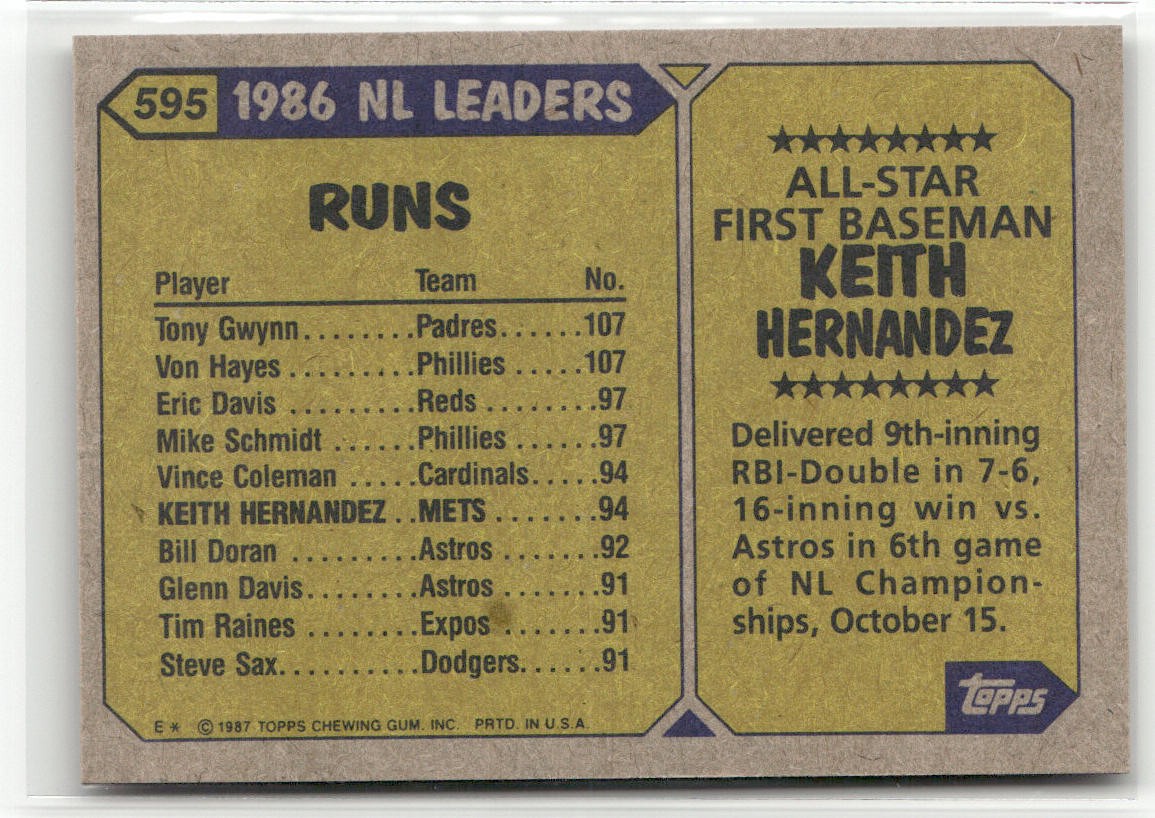 595 1986 NL LEADERS
RUNS
Player Team No.
Tony Gwynn........Padres......107
Von Hayes .........Phillies ......107
Eric Davis .........Reds ........97
Mike Schmidt ......Phillies .......97
Vince Coleman .....Cardinals.....94
KEITH HERNANDEZ ..METS .......94
Bill Doran .........Astros .......92
Glenn Davis........Astros .......91
Tim Raines ........Expos .......91
Steve Sax..........Dodgers......91
E * © 1987 TOPPS CHEWING GUM, INC. PRTD. IN U.S.A.
★★★★★★★★
ALL-STAR
FIRST BASEMAN
KEITH
HERNANDEZ
★★★★★★★★
Delivered 9th-inning
RBI-Double in 7-6,
16-inning win vs.
Astros in 6th game
of NL Champion-
ships, October 15.
topps